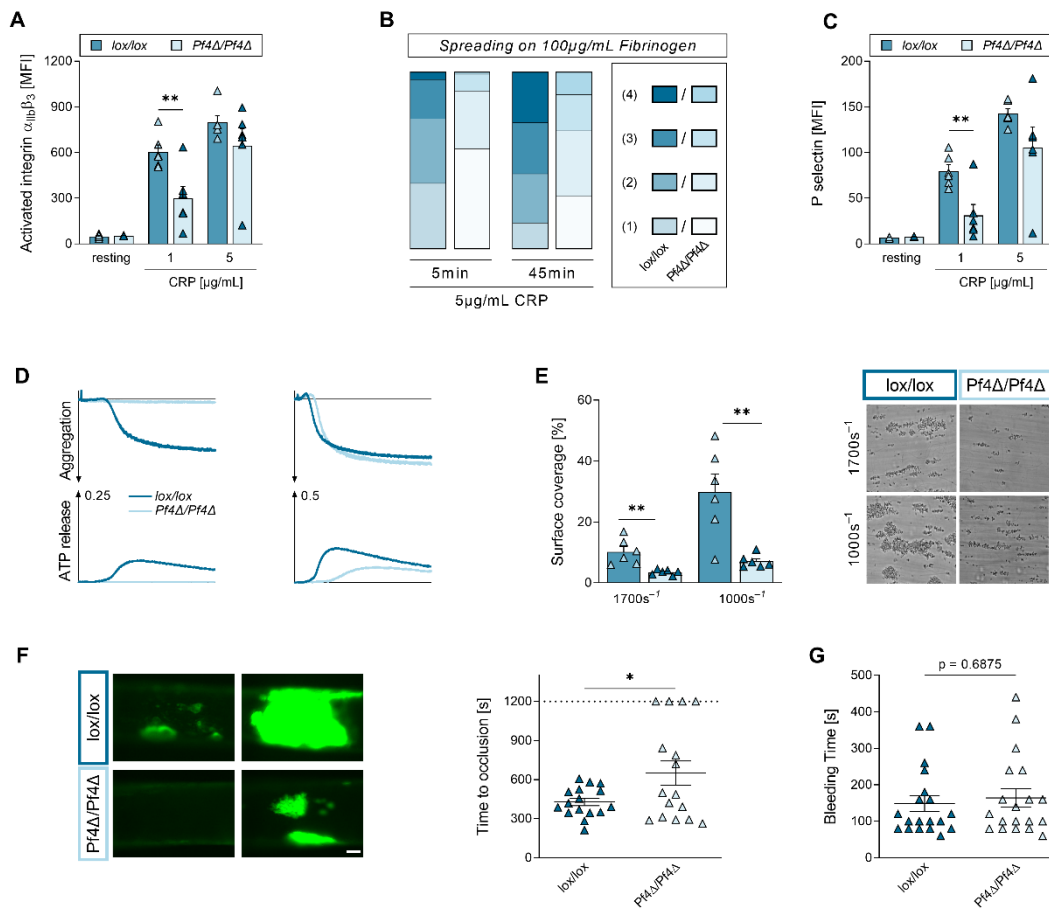 A
lox/lox Pf4Δ/Pf4Δ
Activated integrin αIIbβ3 [MFI]
1200
900
600
300
0
**
resting 1 5
CRP [µg/mL]
B
Spreading on 100µg/mL Fibrinogen
(4) /
(3) /
(2) /
(1) /
lox/lox
Pf4Δ/Pf4Δ
5min 45min
5µg/mL CRP
C
lox/lox Pf4Δ/Pf4Δ
P selectin [MFI]
200
150
100
50
0
**
resting 1 5
CRP [µg/mL]
D
Aggregation
ATP release
0.25
0.5
lox/lox
Pf4Δ/Pf4Δ
E
Surface coverage [%]
60
40
20
0
**
**
1700s⁻¹ 1000s⁻¹
lox/lox Pf4Δ/Pf4Δ
1700s⁻¹
1000s⁻¹
F
lox/lox
Pf4Δ/Pf4Δ
Time to occlusion [s]
1200
900
600
300
0
*
lox/lox
Pf4Δ/Pf4Δ
G
p = 0.6875
Bleeding Time [s]
500
400
300
200
100
0
lox/lox
Pf4Δ/Pf4Δ